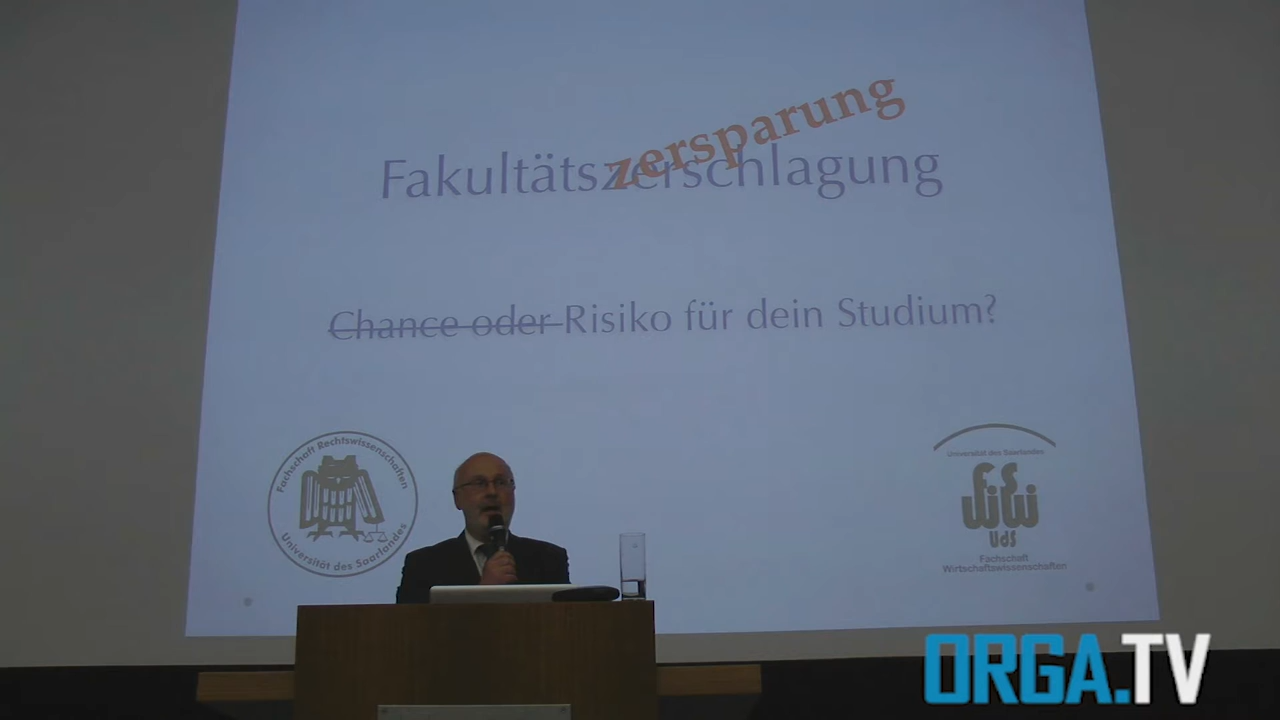 zersparung
Fakultätszerschlagung
Chance oder Risiko für dein Studium?
Fachschaft Rechtswissenschaften
Universität des Saarlandes
Universität des Saarlandes
WiWi
UdS
Fachschaft
Wirtschaftswissenschaften
ORGA.TV